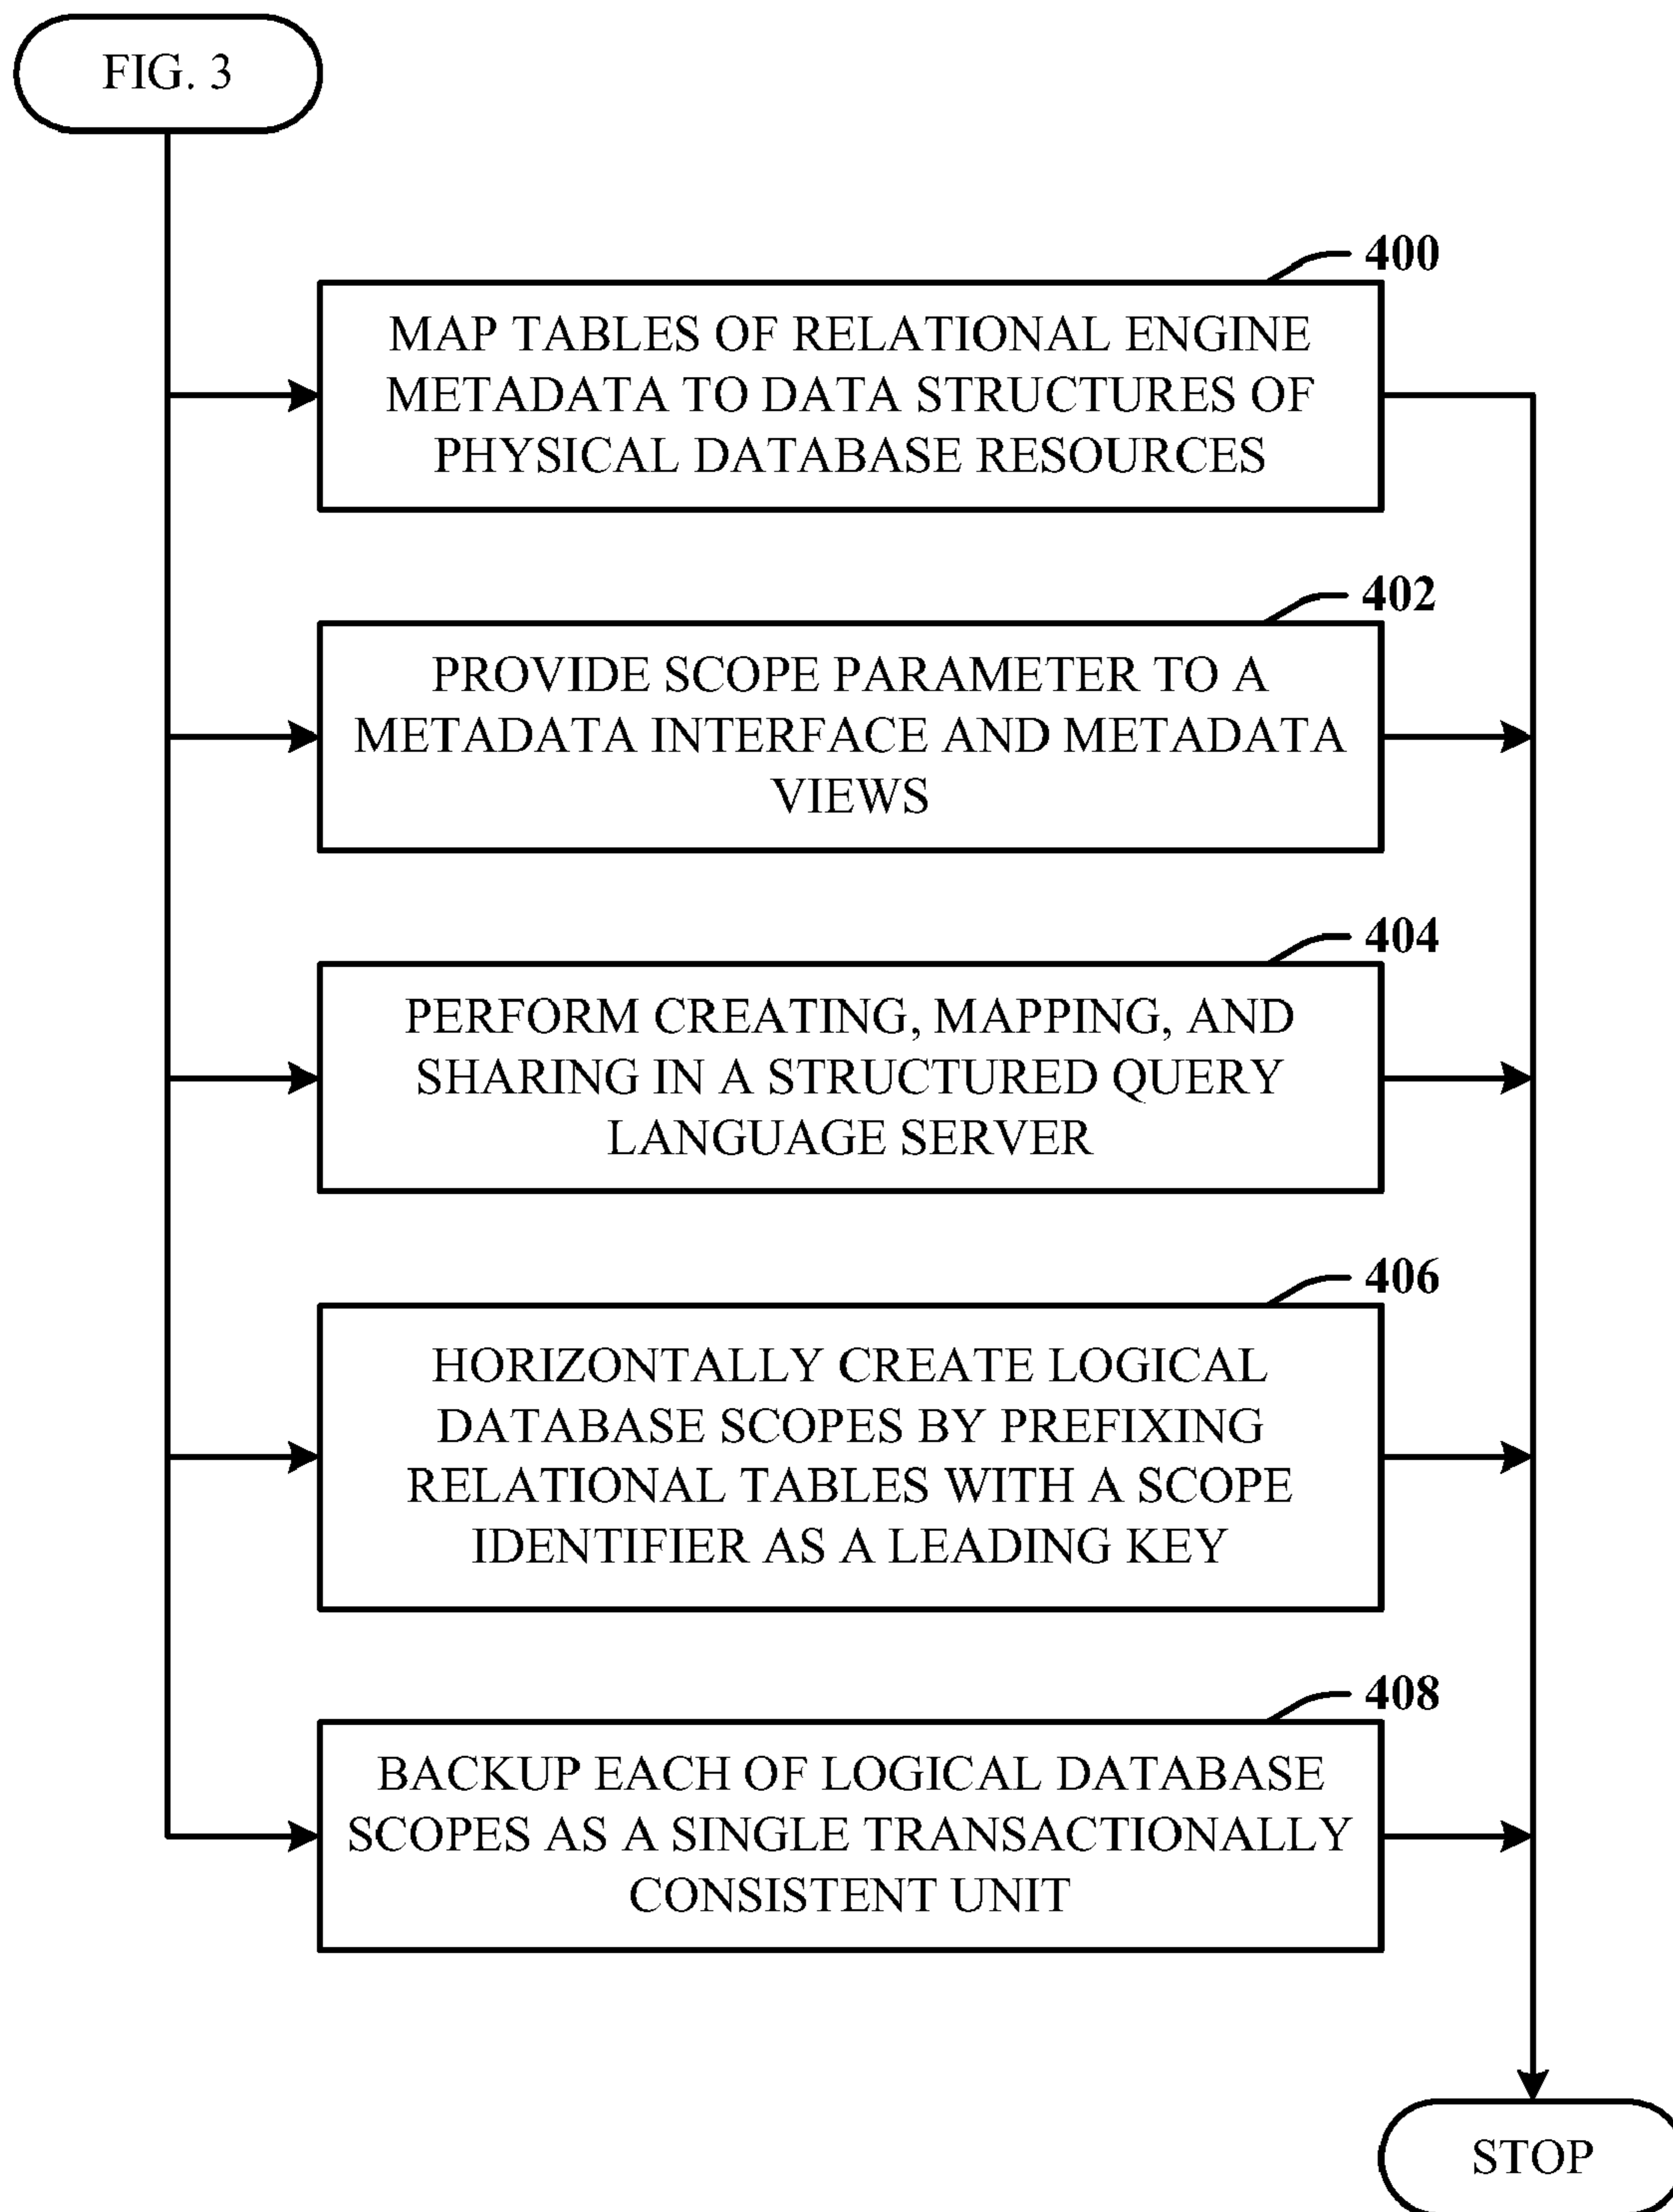 FIG. 3
400
MAP TABLES OF RELATIONAL ENGINE
METADATA TO DATA STRUCTURES OF
PHYSICAL DATABASE RESOURCES
402
PROVIDE SCOPE PARAMETER TO A
METADATA INTERFACE AND METADATA
VIEWS
404
PERFORM CREATING, MAPPING, AND
SHARING IN A STRUCTURED QUERY
LANGUAGE SERVER
406
HORIZONTALLY CREATE LOGICAL
DATABASE SCOPES BY PREFIXING
RELATIONAL TABLES WITH A SCOPE
IDENTIFIER AS A LEADING KEY
408
BACKUP EACH OF LOGICAL DATABASE
SCOPES AS A SINGLE TRANSACTIONALLY
CONSISTENT UNIT
STOP